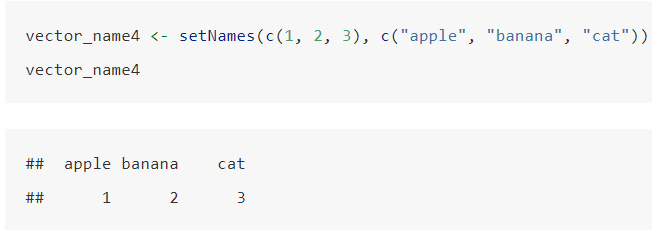 vector_name4 <- setNames(c(1, 2, 3), c("apple", "banana", "cat"))
vector_name4
##  apple banana    cat
##      1      2      3